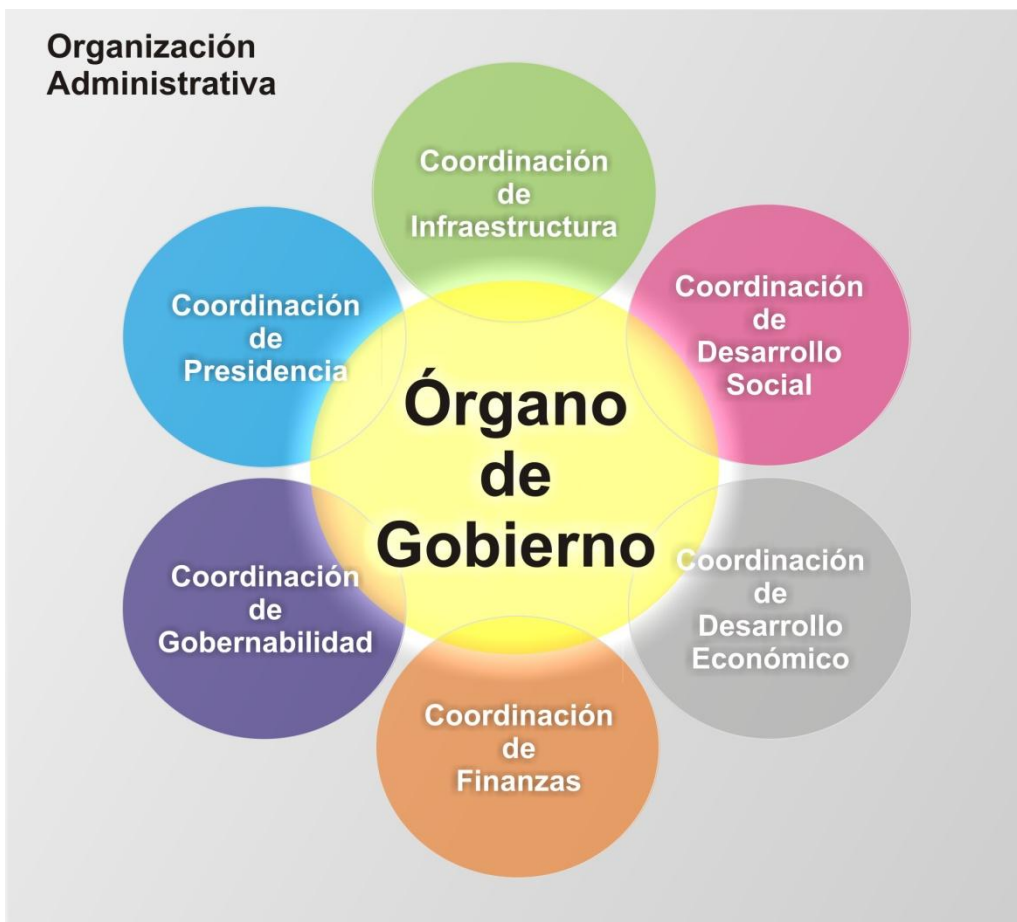 Organización
Administrativa
Coordinación
de
Infraestructura
Coordinación
de
Presidencia
Coordinación
de
Desarrollo
Social
Órgano
de
Gobierno
Coordinación
de
Gobernabilidad
Coordinación
de
Desarrollo
Económico
Coordinación
de
Finanzas